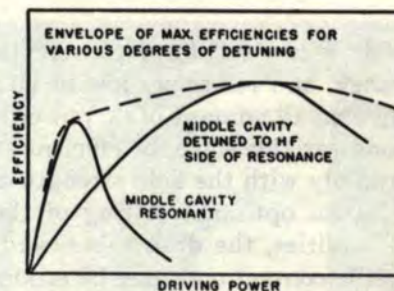 ENVELOPE OF MAX. EFFICIENCIES FOR
VARIOUS DEGREES OF DETUNING
EFFICIENCY
MIDDLE CAVITY
DETUNED TO HF
SIDE OF RESONANCE
MIDDLE CAVITY
RESONANT
DRIVING POWER